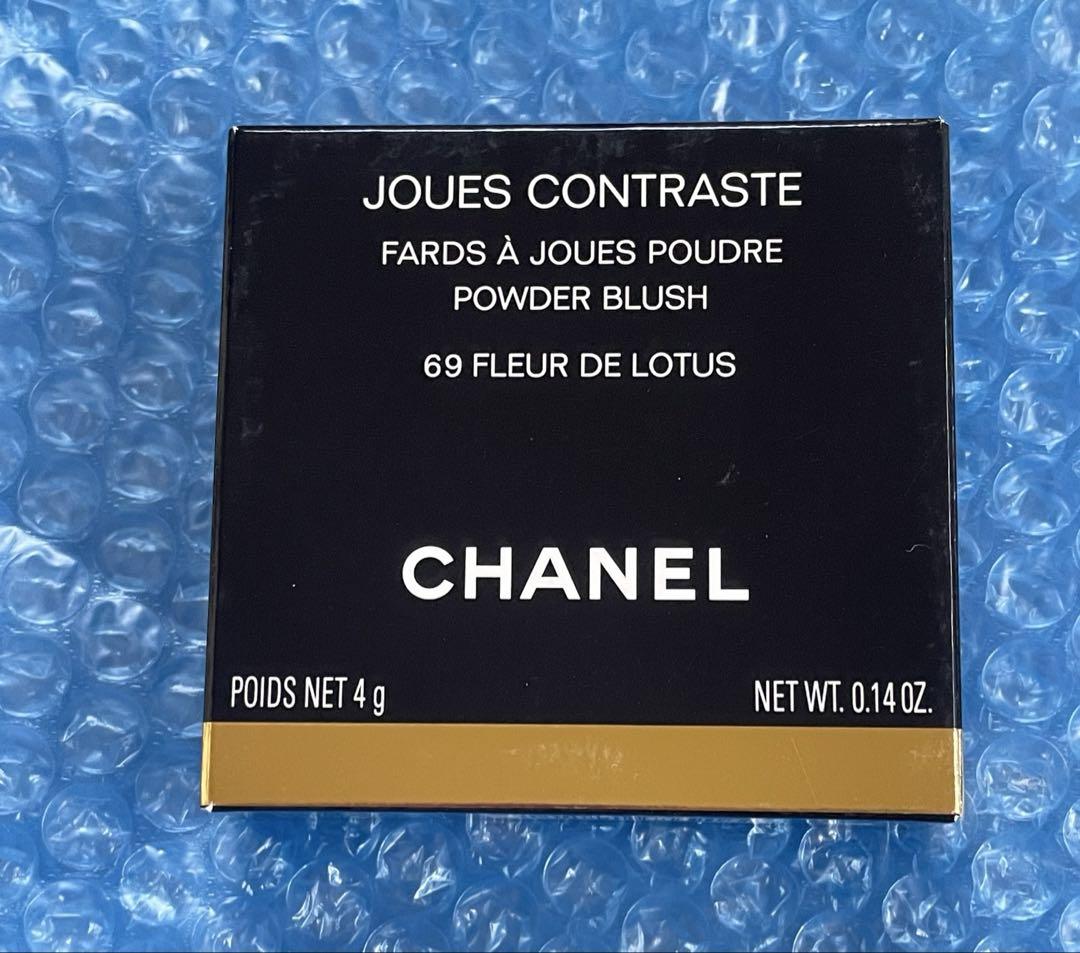 JOUES CONTRASTE
FARDS À JOUES POUDRE
POWDER BLUSH
69 FLEUR DE LOTUS
CHANEL
POIDS NET 4 g
NET WT. 0.14 OZ.